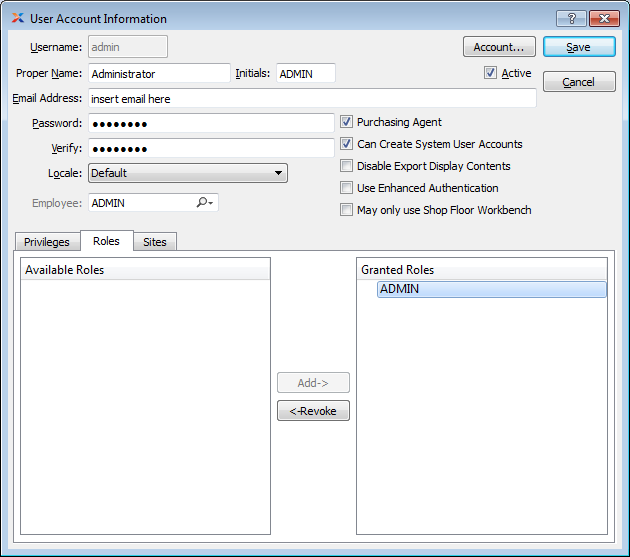 User Account Information
?
Username: admin Account... Save
Proper Name: Administrator Initials: ADMIN Active Cancel
Email Address: insert email here
Password: ●●●●●●●● Purchasing Agent
Verify: ●●●●●●●● Can Create System User Accounts
Locale: Default Disable Export Display Contents
Use Enhanced Authentication
Employee: ADMIN May only use Shop Floor Workbench
Privileges Roles Sites
Available Roles Granted Roles
ADMIN
Add->
<-Revoke